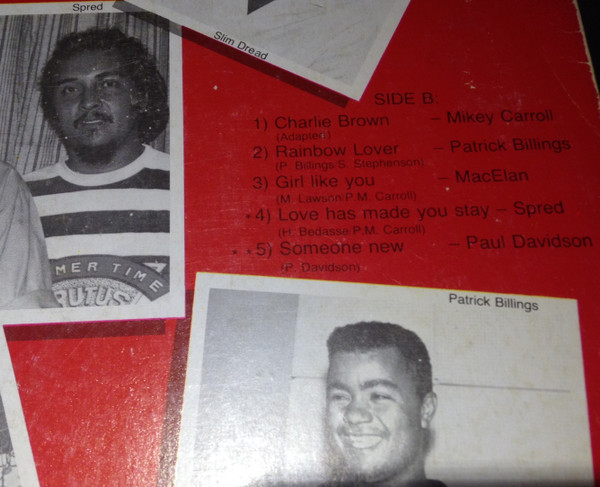 Spred
Slim Dread
SIDE B:
1) Charlie Brown – Mikey Carroll
(Adapted)
2) Rainbow Lover – Patrick Billings
(P. Billings S. Stephenson)
3) Girl like you – MacElan
(M. Lawson P.M. Carroll)
• 4) Love has made you stay – Spred
(H. Bedasse P.M. Carroll)
• • 5) Someone new – Paul Davidson
(P. Davidson)
MER TIME
BRUTUS
Patrick Billings